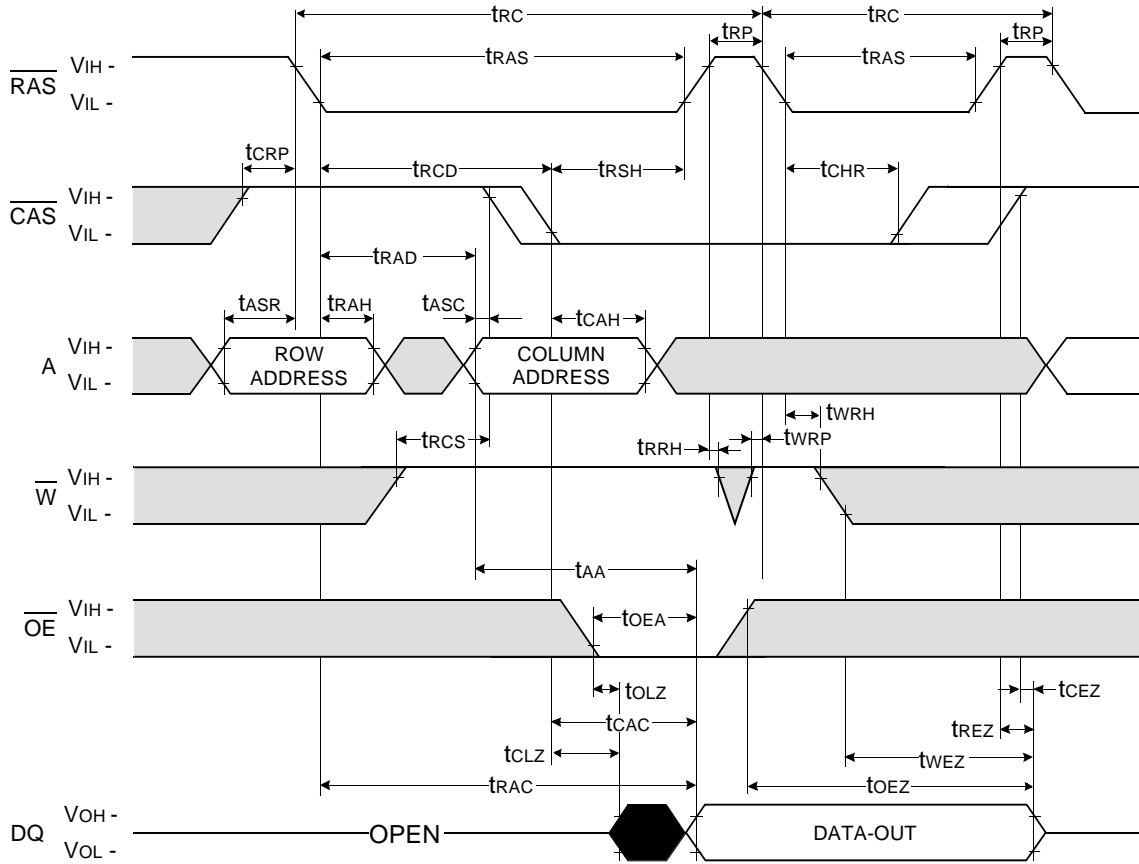 tRC tRC
tRP tRP
tRAS tRAS
RAS VIH -
VIL -
tCRP tRCD tRSH tCHR
CAS VIH -
VIL -
tRAD
tASR tRAH tASC tCAH
A VIH -
VIL -
ROW
ADDRESS
COLUMN
ADDRESS
tWRH
tRCS tRRH tWRP
W VIH -
VIL -
tAA
OE VIH -
VIL -
tOEA
tOLZ tCEZ
tCAC tREZ
tCLZ tWEZ
tRAC tOEZ
DQ VOH -
VOL -
OPEN DATA-OUT